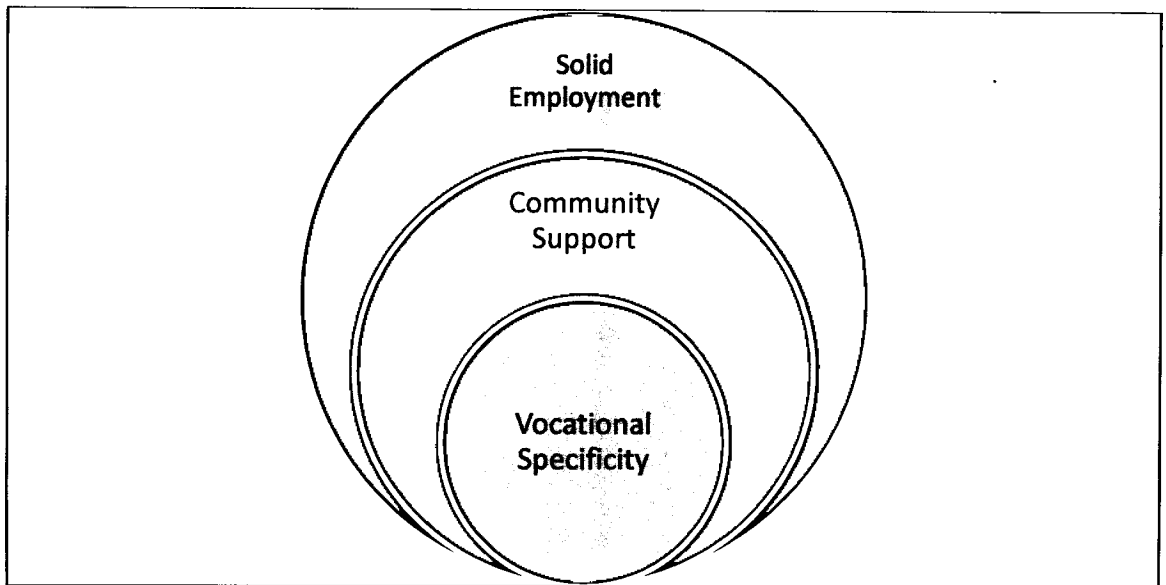 Solid
Employment
Community
Support
Vocational
Specificity